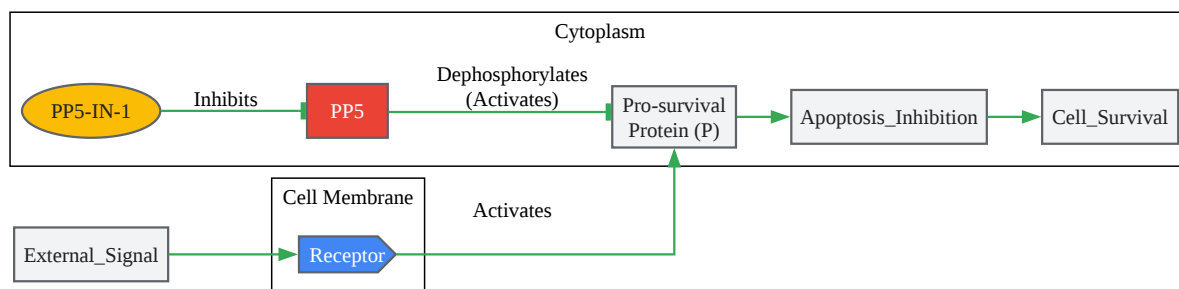 Cytoplasm
PP5-IN-1
Inhibits
PP5
Dephosphorylates
(Activates)
Pro-survival
Protein (P)
Apoptosis_Inhibition
Cell_Survival
Cell Membrane
External_Signal
Receptor
Activates